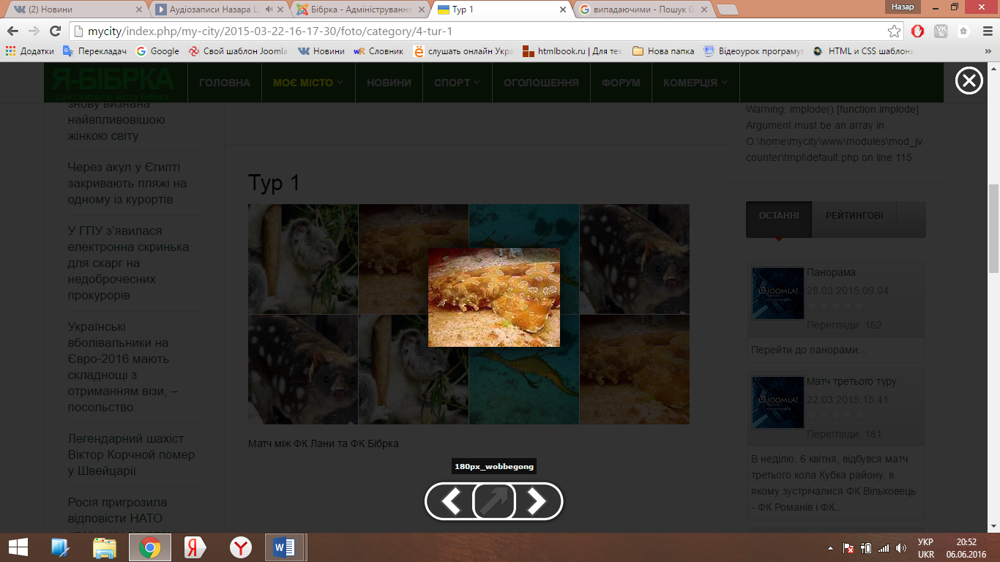 (2) Новини
Аудіозаписи Назара Ц
Бібрка - Адміністрування
Тур 1
випадаючими - Пошук G
Назар
mycity/index.php/my-city/2015-03-22-16-17-30/foto/category/4-tur-1
Додатки
Перекладач
Google
Свой шаблон Joomla
Новини
Словник
слушать онлайн Укра
htmlbook.ru | Для тех
Нова папка
Відеоурок програмув
HTML и CSS шаблоны
»
Я-БІБРКА
Сайт жителів міста Бібрка
ГОЛОВНА
МОЄ МІСТО
НОВИНИ
СПОРТ
ОГОЛОШЕННЯ
ФОРУМ
КОМЕРЦІЯ
знову визнана
найвпливовішою
жінкою світу
Через акул у Єгипті
закривають пляжі на
одному із курортів
У ГПУ з’явилася
електронна скринька
для скарг на
недоброчесних
прокурорів
Українські
вболівальники на
Євро-2016 мають
складнощі з
отриманням візи, –
посольство
Легендарний шахіст
Віктор Корчной помер
у Швейцарії
Росія пригрозила
відповісти НАТО
Тур 1
Матч між ФК Лани та ФК Бібрка
180px_wobbegong
Warning: implode() [function.implode]:
Argument must be an array in
O:\home\mycity\www\modules\mod_jv
counter\tmpl\default.php on line 115
ОСТАННІ
РЕЙТИНГОВІ
JOOMLA!
Панорама
28.03.2015:09.04
Перегляди: 162
Перейти до панорами...
JOOMLA!
Матч третього туру
22.03.2015:15.41
Перегляди: 181
В неділю, 6 квітня, відбувся матч
третього кола Кубка району, в
якому зустрічалися ФК Вільховець
- ФК Романів і ФК...
УКР
UKR
20:52
06.06.2016